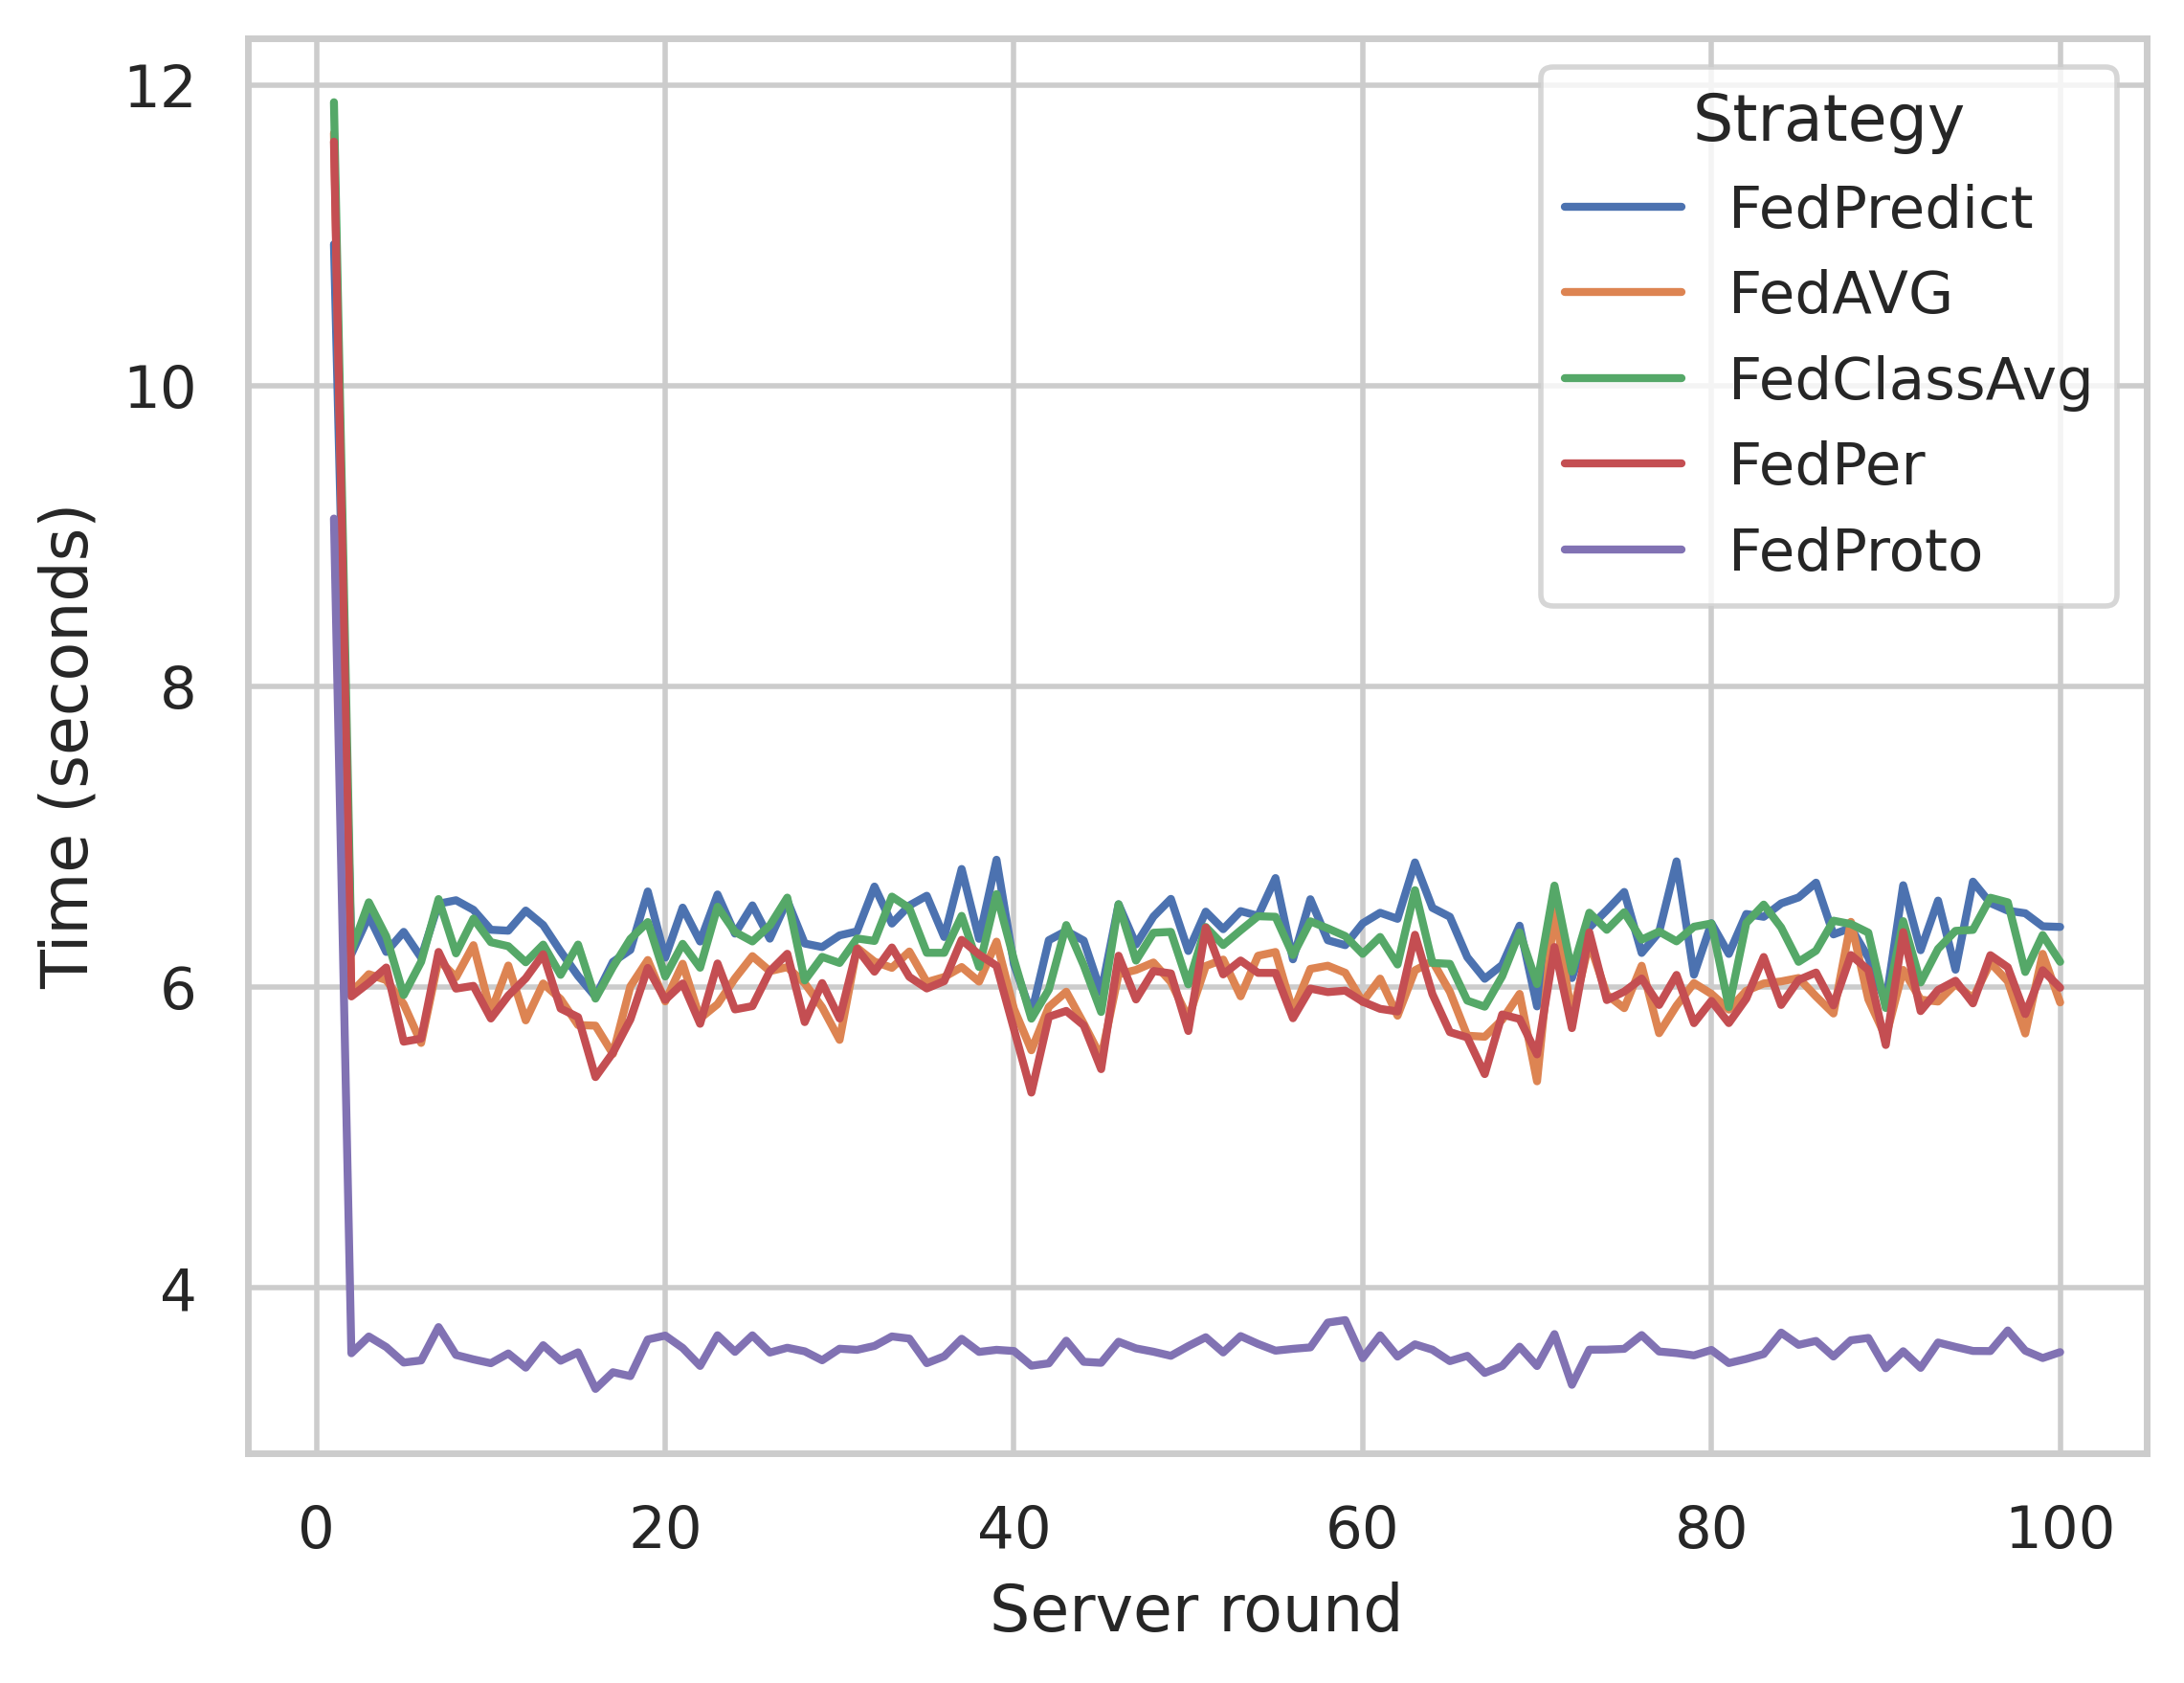 12
10
8
6
4
Time (seconds)
0 20 40 60 80 100
Server round
Strategy
FedPredict
FedAVG
FedClassAvg
FedPer
FedProto